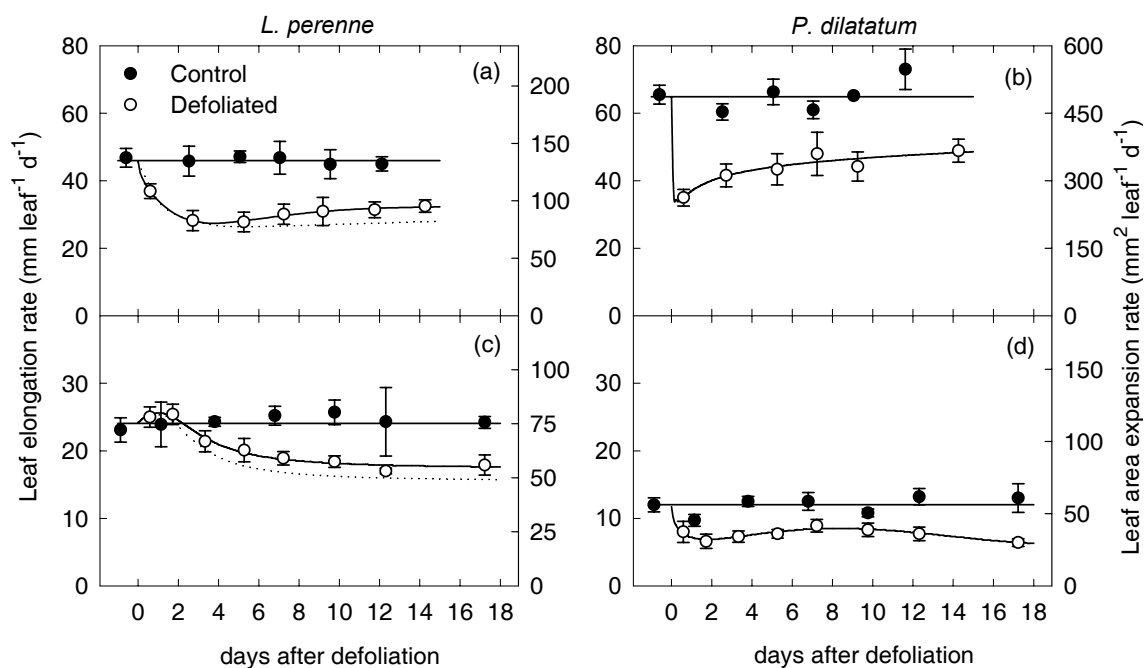 L. perenne
P. dilatatum
Leaf elongation rate (mm leaf⁻¹ d⁻¹)
Leaf area expansion rate (mm² leaf⁻¹ d⁻¹)
80
60
40
20
0
(a)
Control
Defoliated
200
150
100
50
0
80
60
40
20
0
(b)
600
450
300
150
0
30
20
10
0
(c)
100
75
50
25
0
0 2 4 6 8 10 12 14 16 18
days after defoliation
30
20
10
0
(d)
150
100
50
0
0 2 4 6 8 10 12 14 16 18
days after defoliation